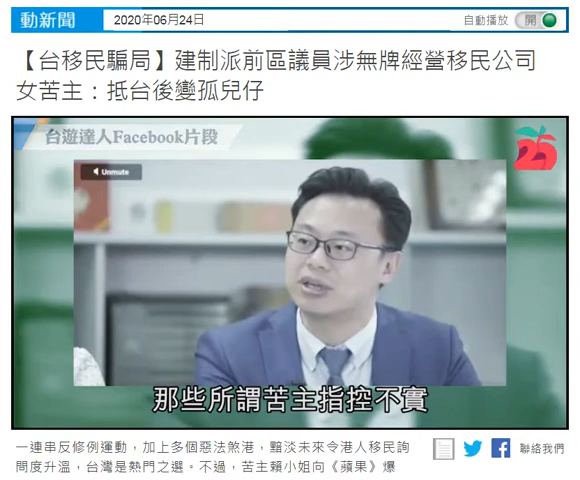 動新聞
2020年06月24日
自動播放 開
【台移民騙局】建制派前區議員涉無牌經營移民公司
女苦主：抵台後變孤兒仔
台遊達人Facebook片段
25
Unmute
那些所謂苦主指控不實
一連串反修例運動，加上多個惡法煞港，黯淡未來令港人移民詢
聯絡我們
問度升溫，台灣是熱門之選。不過，苦主賴小姐向《蘋果》爆